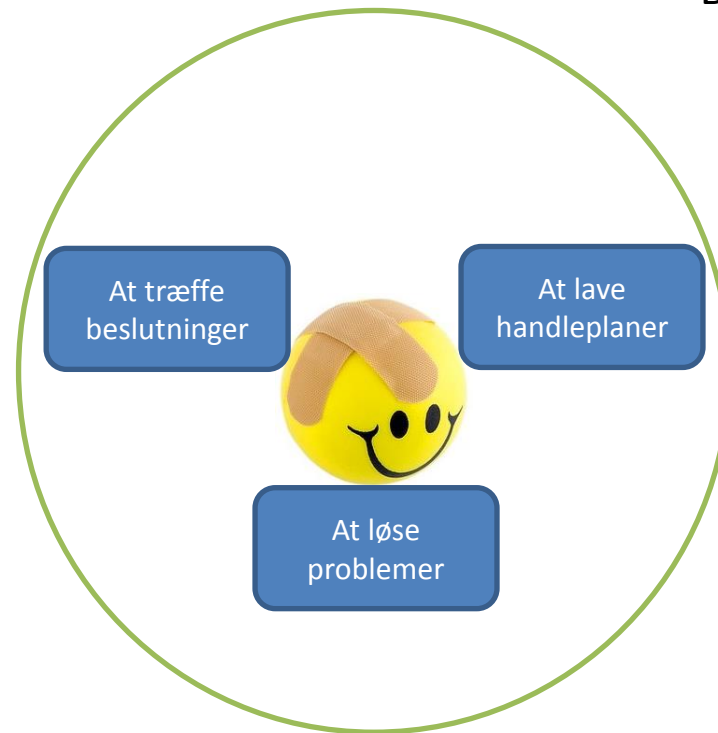 At træffe
beslutninger
At lave
handleplaner
At løse
problemer